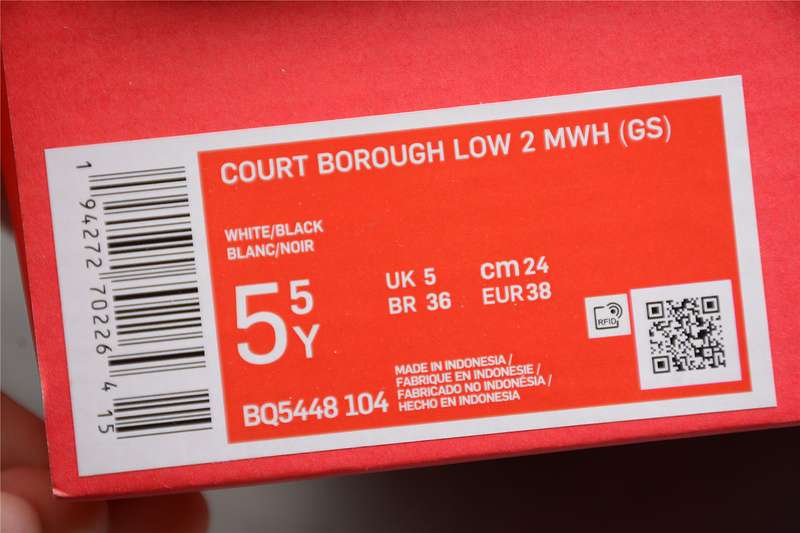 COURT BOROUGH LOW 2 MWH (GS)
WHITE/BLACK
BLANC/NOIR
5 5 Y
UK 5
BR 36
cm 24
EUR 38
RFID
MADE IN INDONESIA /
FABRIQUE EN INDONÉSIE /
FABRICADO NO INDONÉSIA /
HECHO EN INDONESIA
BQ5448 104
1 94272 70226 4 15